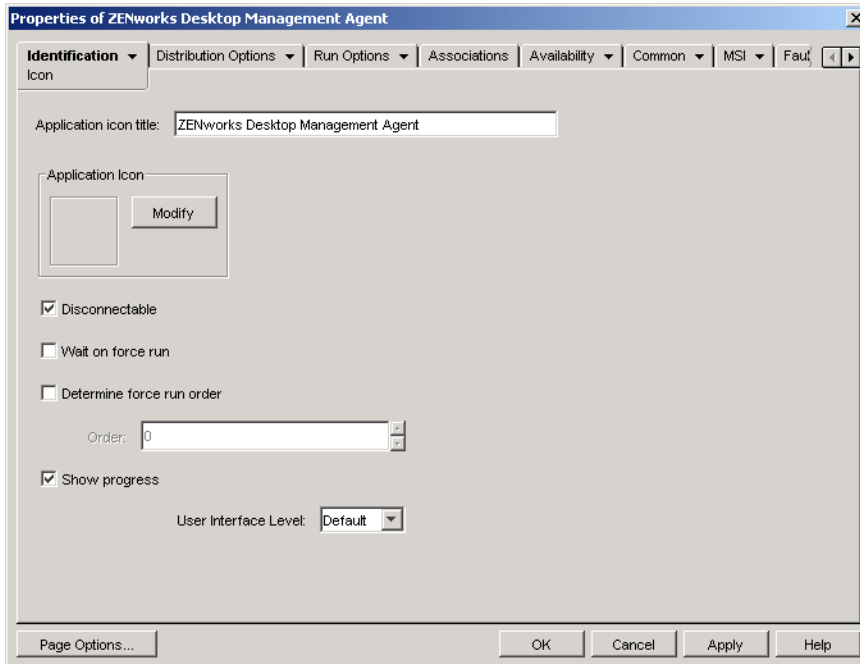 Properties of ZENworks Desktop Management Agent
Identification Distribution Options Run Options Associations Availability Common MSI
Icon
Application icon title: ZENworks Desktop Management Agent
Application Icon
Modify
Disconnectable
Wait on force run
Determine force run order
Order: 0
Show progress
User Interface Level: Default
Page Options... OK Cancel Apply Help